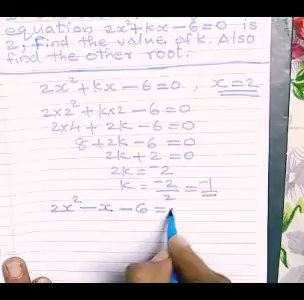 equation 2x²+kx-6=0 is
2, find the value of k. Also
find the other root.
2x²+kx-6=0, x=2
2×2²+k×2-6=0
2×4+2k-6=0
8+2k-6=0
2k+2=0
2k=-2
k=-2/2=-1
2x²-x-6=